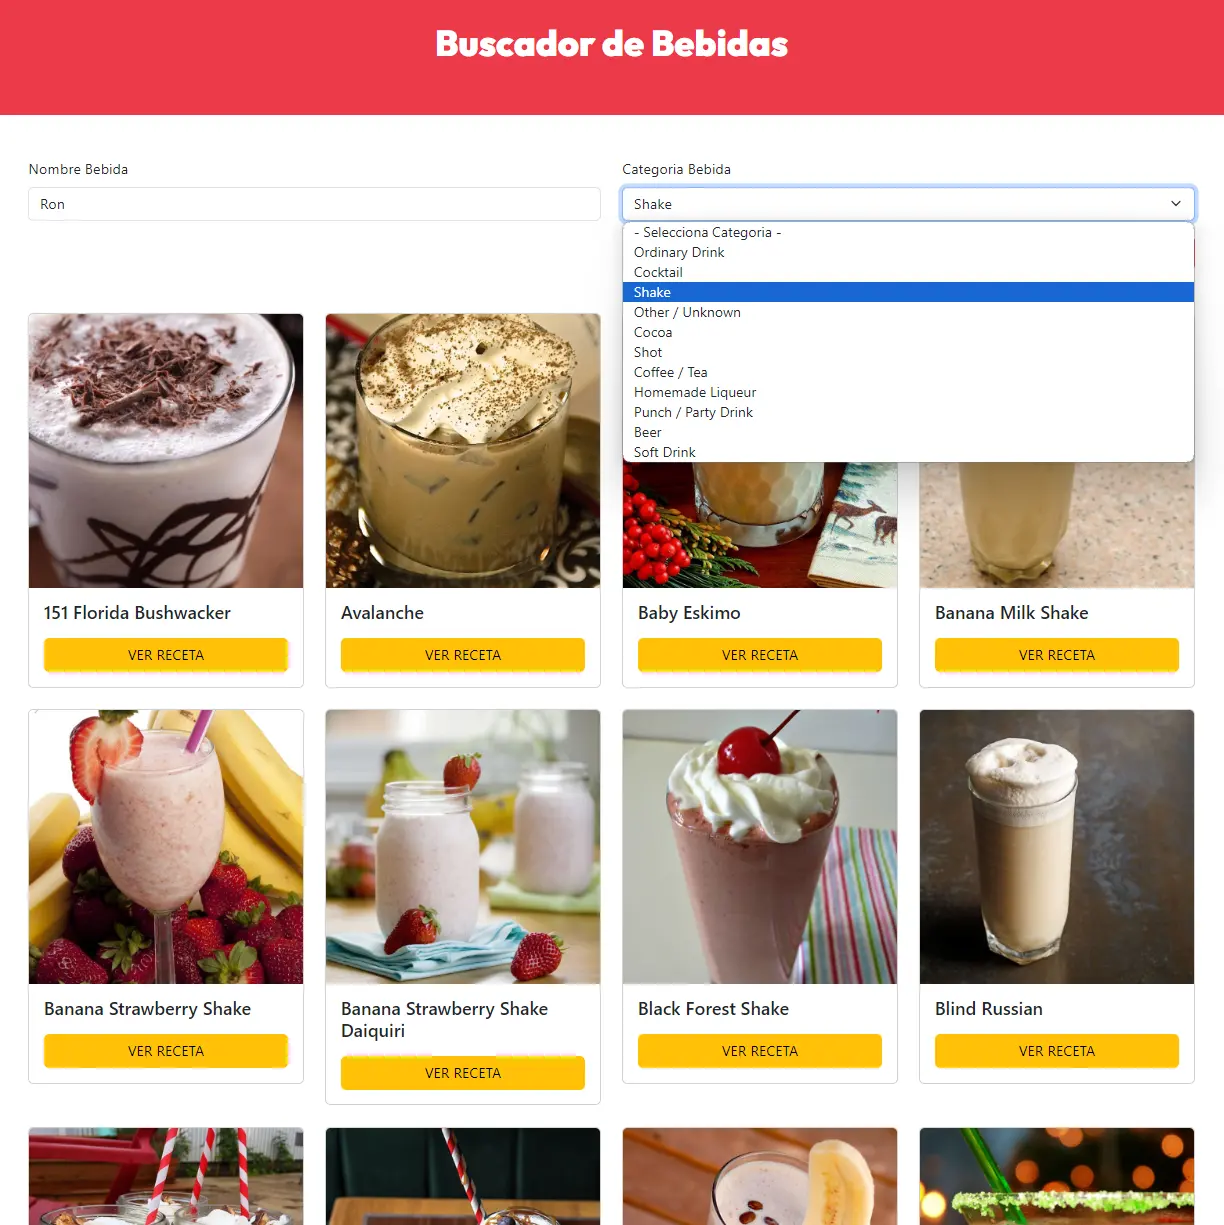 Buscador de Bebidas
Nombre Bebida
Ron
Categoria Bebida
Shake
- Selecciona Categoria -
Ordinary Drink
Cocktail
Shake
Other / Unknown
Cocoa
Shot
Coffee / Tea
Homemade Liqueur
Punch / Party Drink
Beer
Soft Drink
151 Florida Bushwacker
VER RECETA
Avalanche
VER RECETA
Baby Eskimo
VER RECETA
Banana Milk Shake
VER RECETA
Banana Strawberry Shake
VER RECETA
Banana Strawberry Shake
Daiquiri
VER RECETA
Black Forest Shake
VER RECETA
Blind Russian
VER RECETA